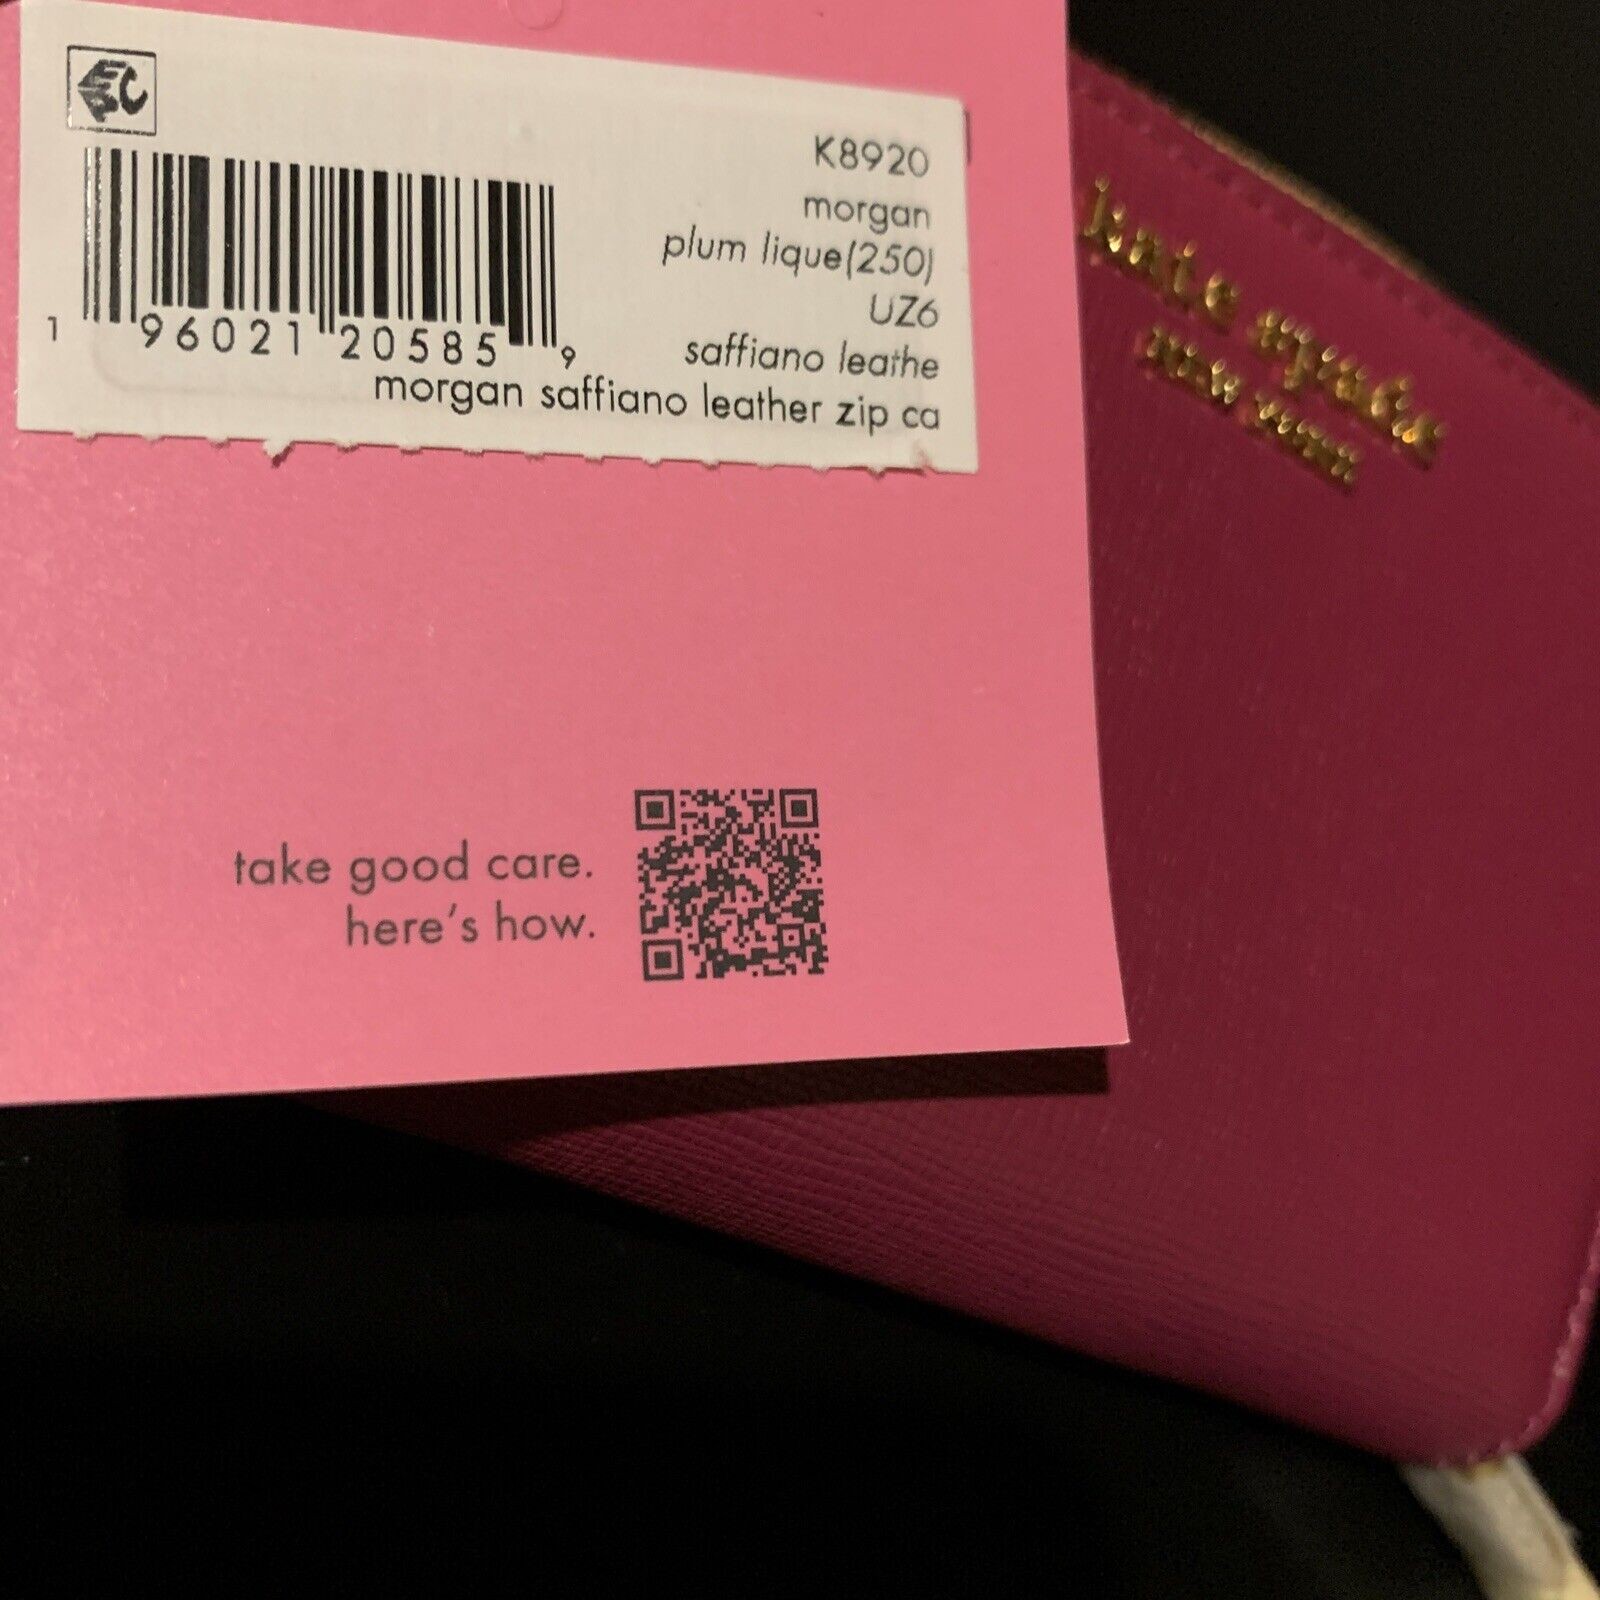 K8920
morgan
plum lique(250)
UZ6
saffiano leathe
1 96021 20585 9
morgan saffiano leather zip ca
take good care.
here's how.
kate spade
NEW YORK